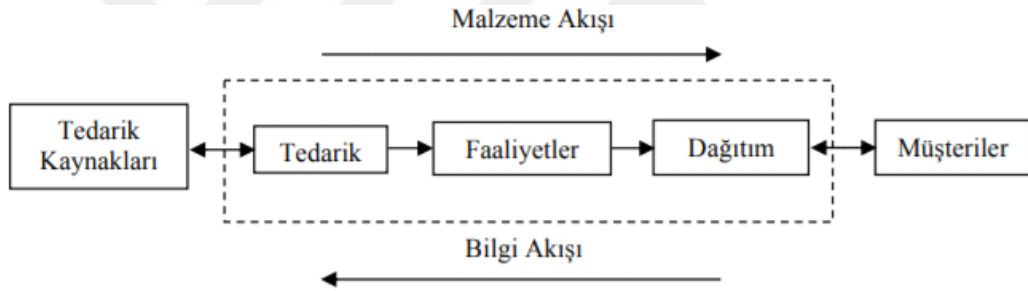 Malzeme Akışı
Tedarik
Kaynakları
Tedarik
Faaliyetler
Dağıtım
Müşteriler
Bilgi Akışı